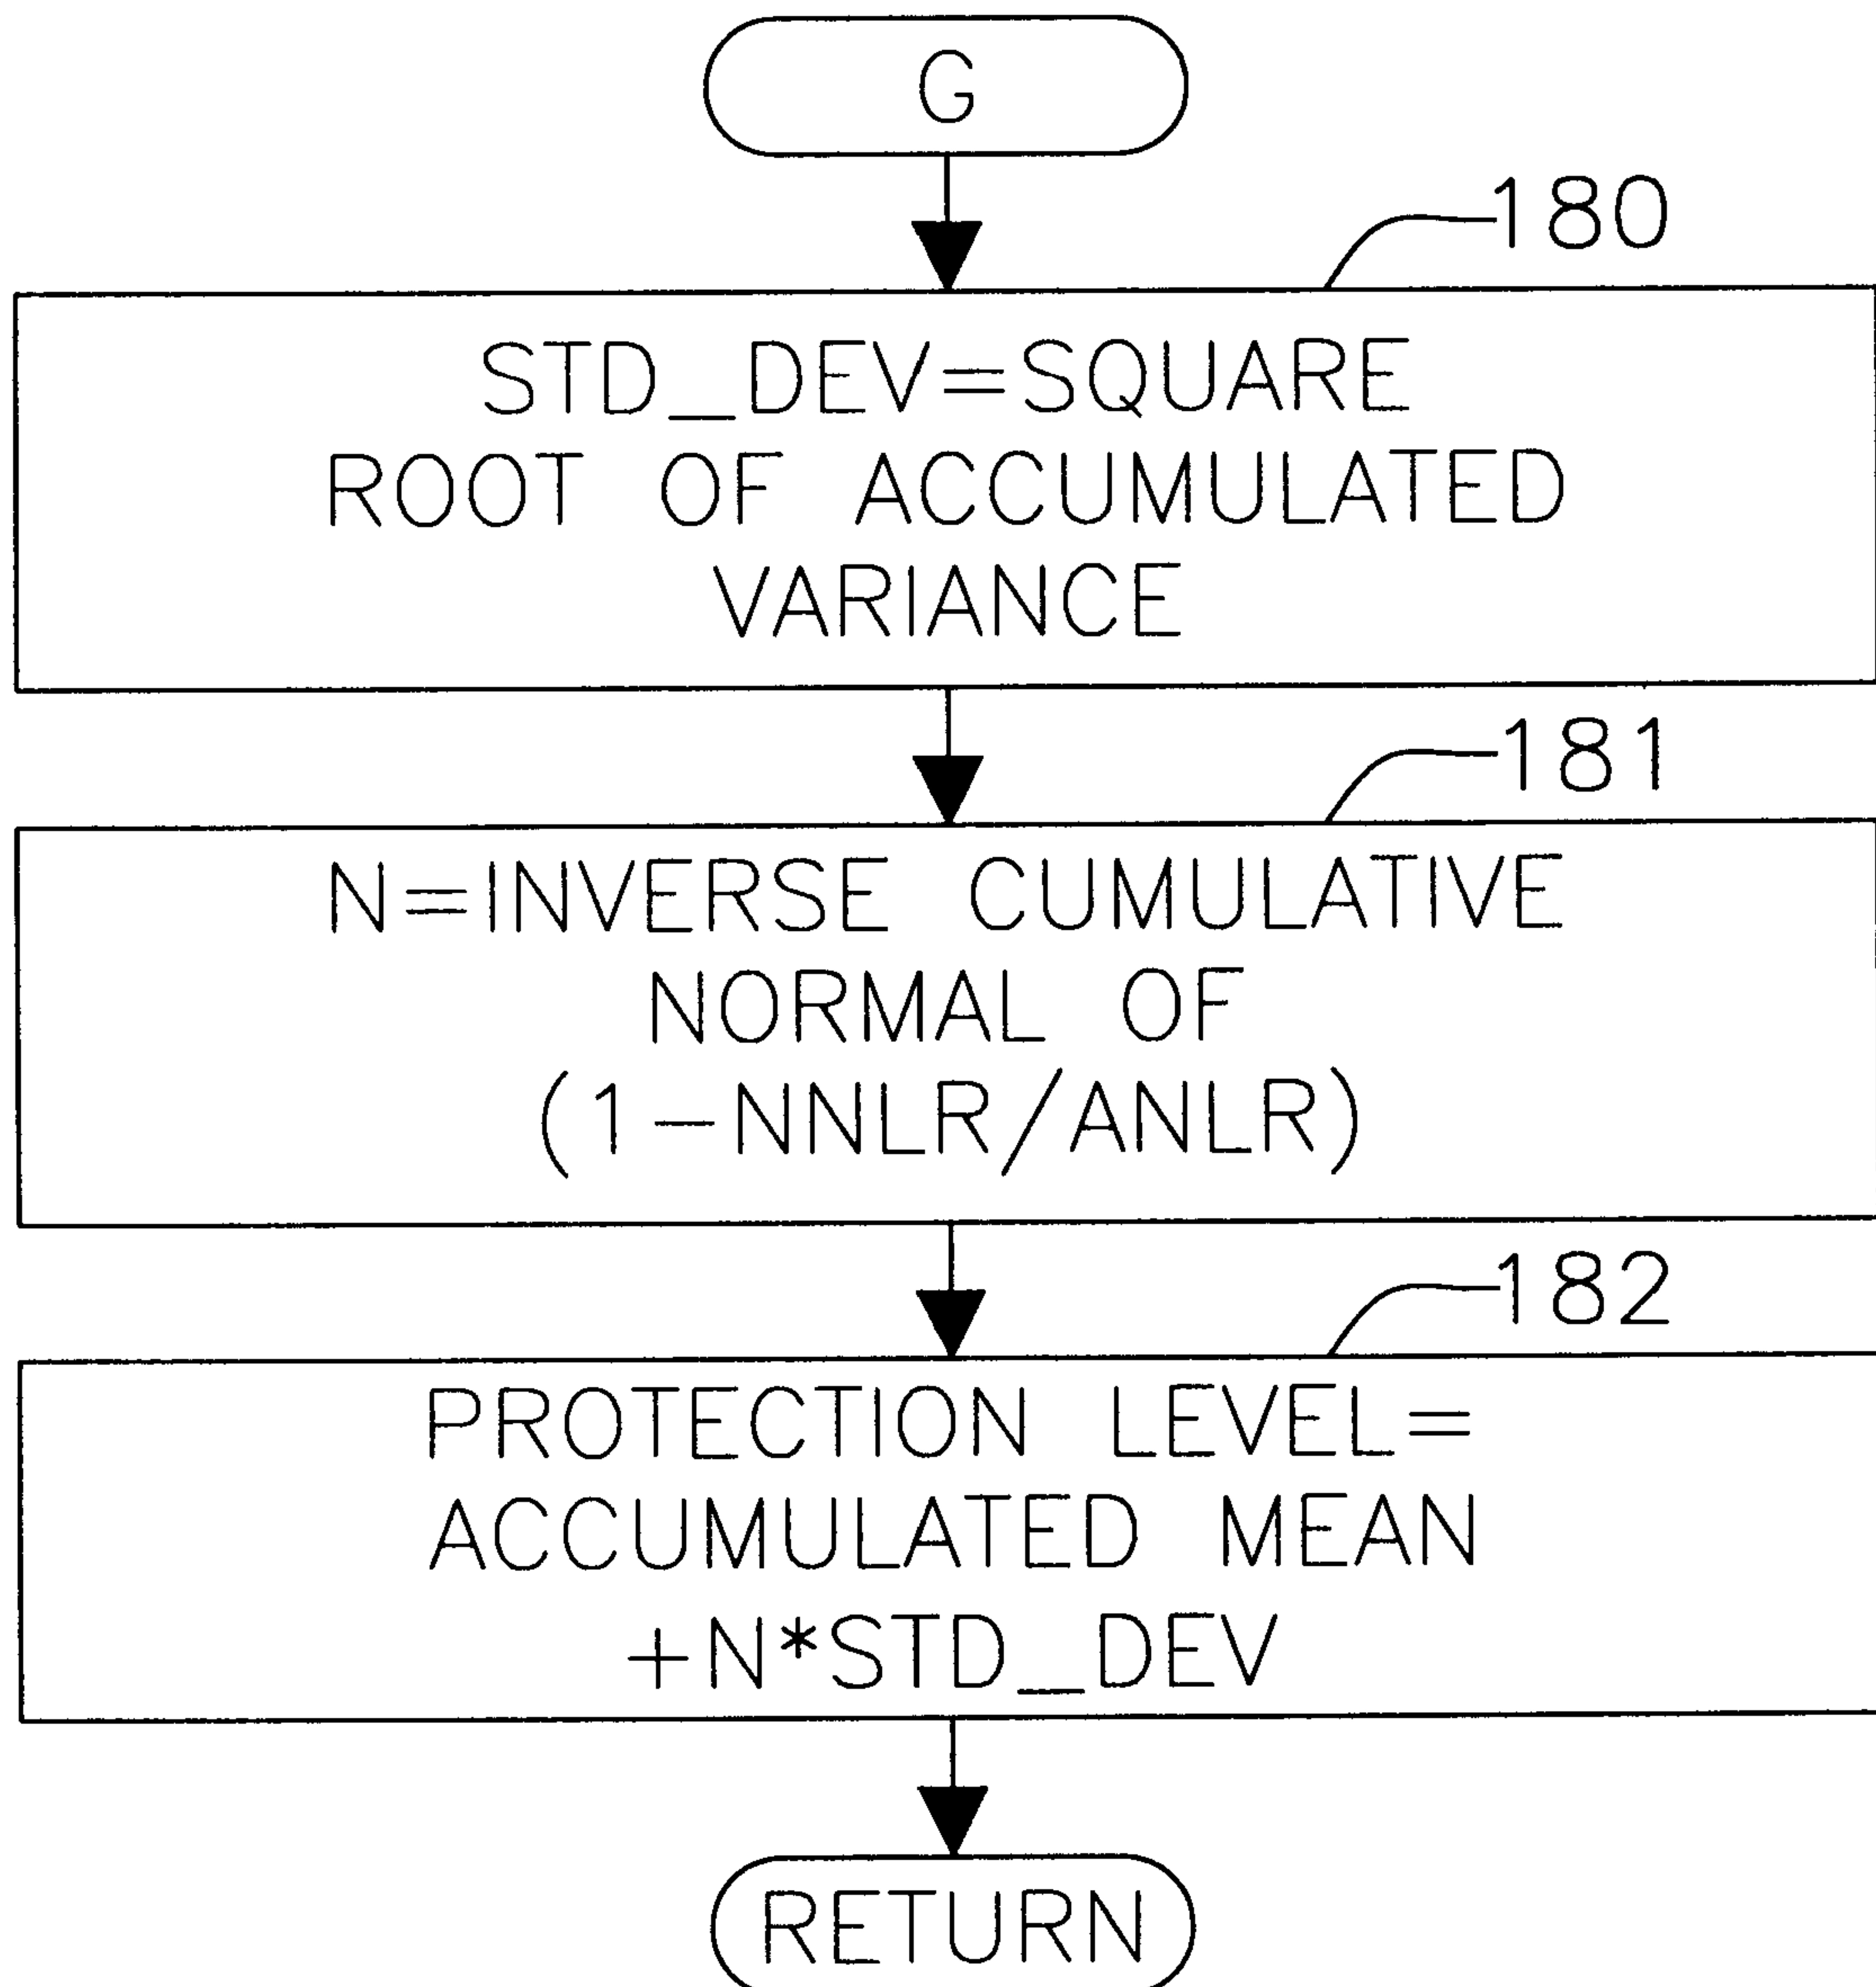 G
180
STD_DEV=SQUARE
ROOT OF ACCUMULATED
VARIANCE
181
N=INVERSE CUMULATIVE
NORMAL OF
(1-NNLR/ANLR)
182
PROTECTION LEVEL=
ACCUMULATED MEAN
+N*STD_DEV
RETURN